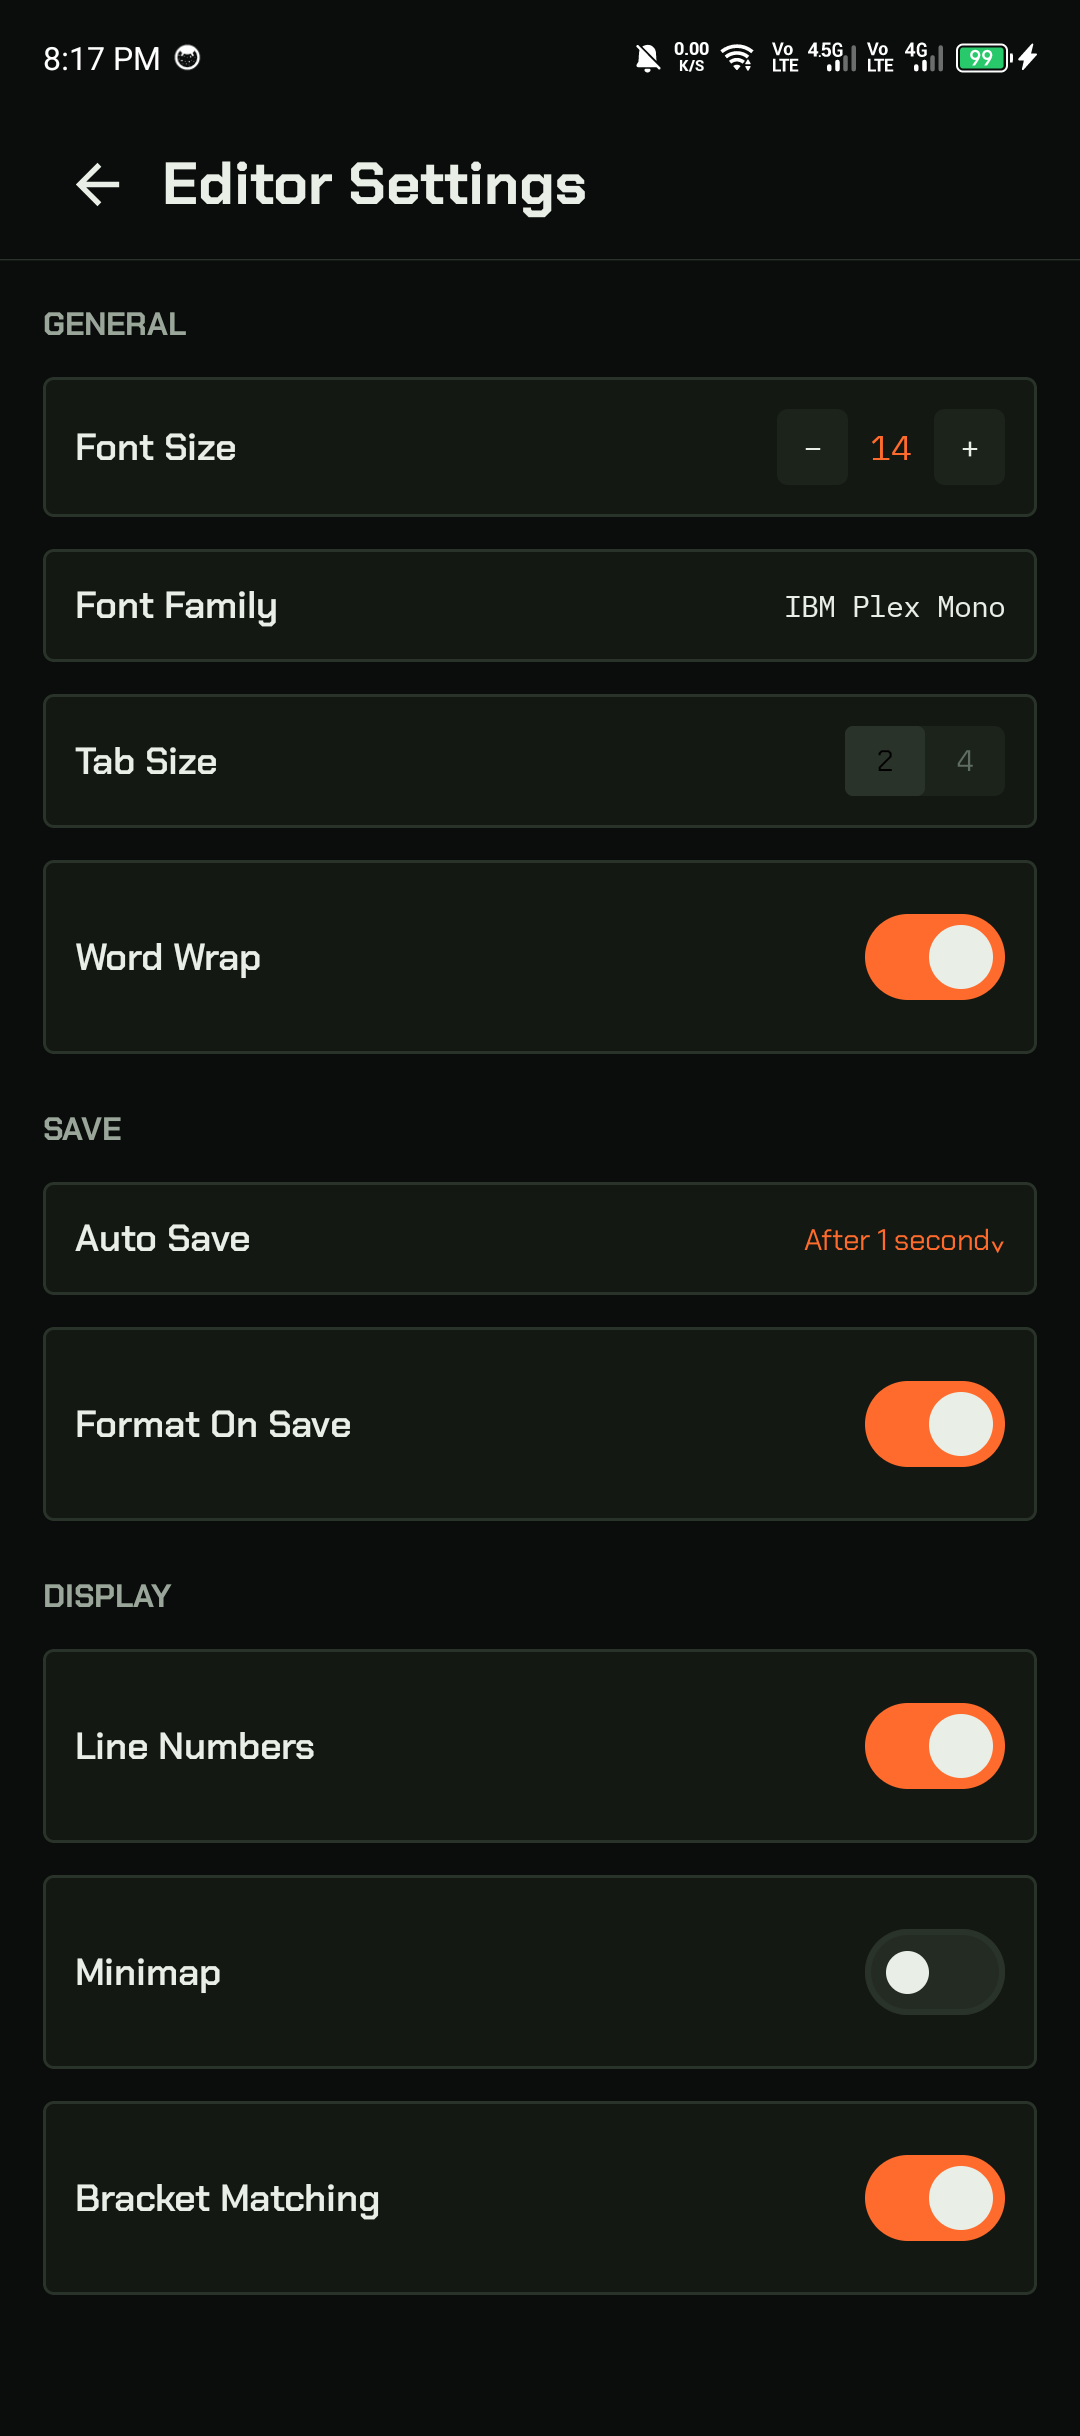 8:17 PM
0.00 K/S
Vo LTE 4.5G
Vo LTE 4G
99
Editor Settings
GENERAL
Font Size − 14 +
Font Family IBM Plex Mono
Tab Size 2 4
Word Wrap
SAVE
Auto Save After 1 second
Format On Save
DISPLAY
Line Numbers
Minimap
Bracket Matching